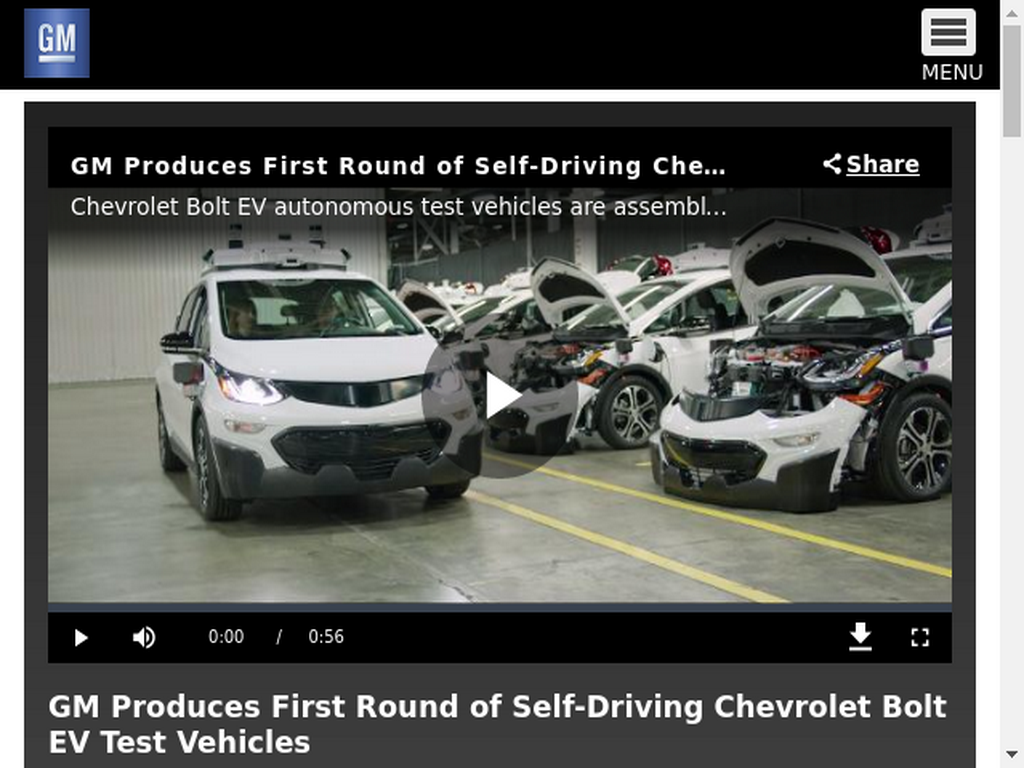 GM
MENU
GM Produces First Round of Self-Driving Che...
Share
Chevrolet Bolt EV autonomous test vehicles are assembl...
0:00 / 0:56
GM Produces First Round of Self-Driving Chevrolet Bolt
EV Test Vehicles